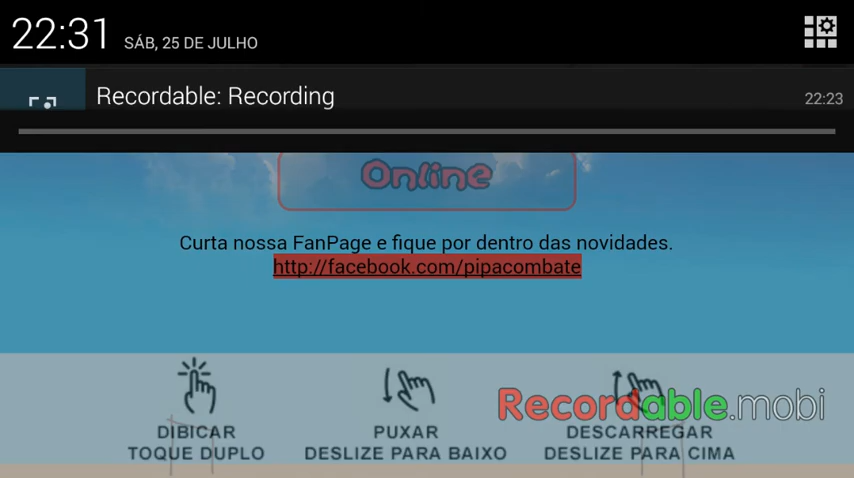 22:31 SÁB, 25 DE JULHO
Recordable: Recording 22:23
Online
Curta nossa FanPage e fique por dentro das novidades.
http://facebook.com/pipacombate
Recordable.mobi
DIBICAR PUXAR DESCARREGAR
TOQUE DUPLO DESLIZE PARA BAIXO DESLIZE PARA CIMA